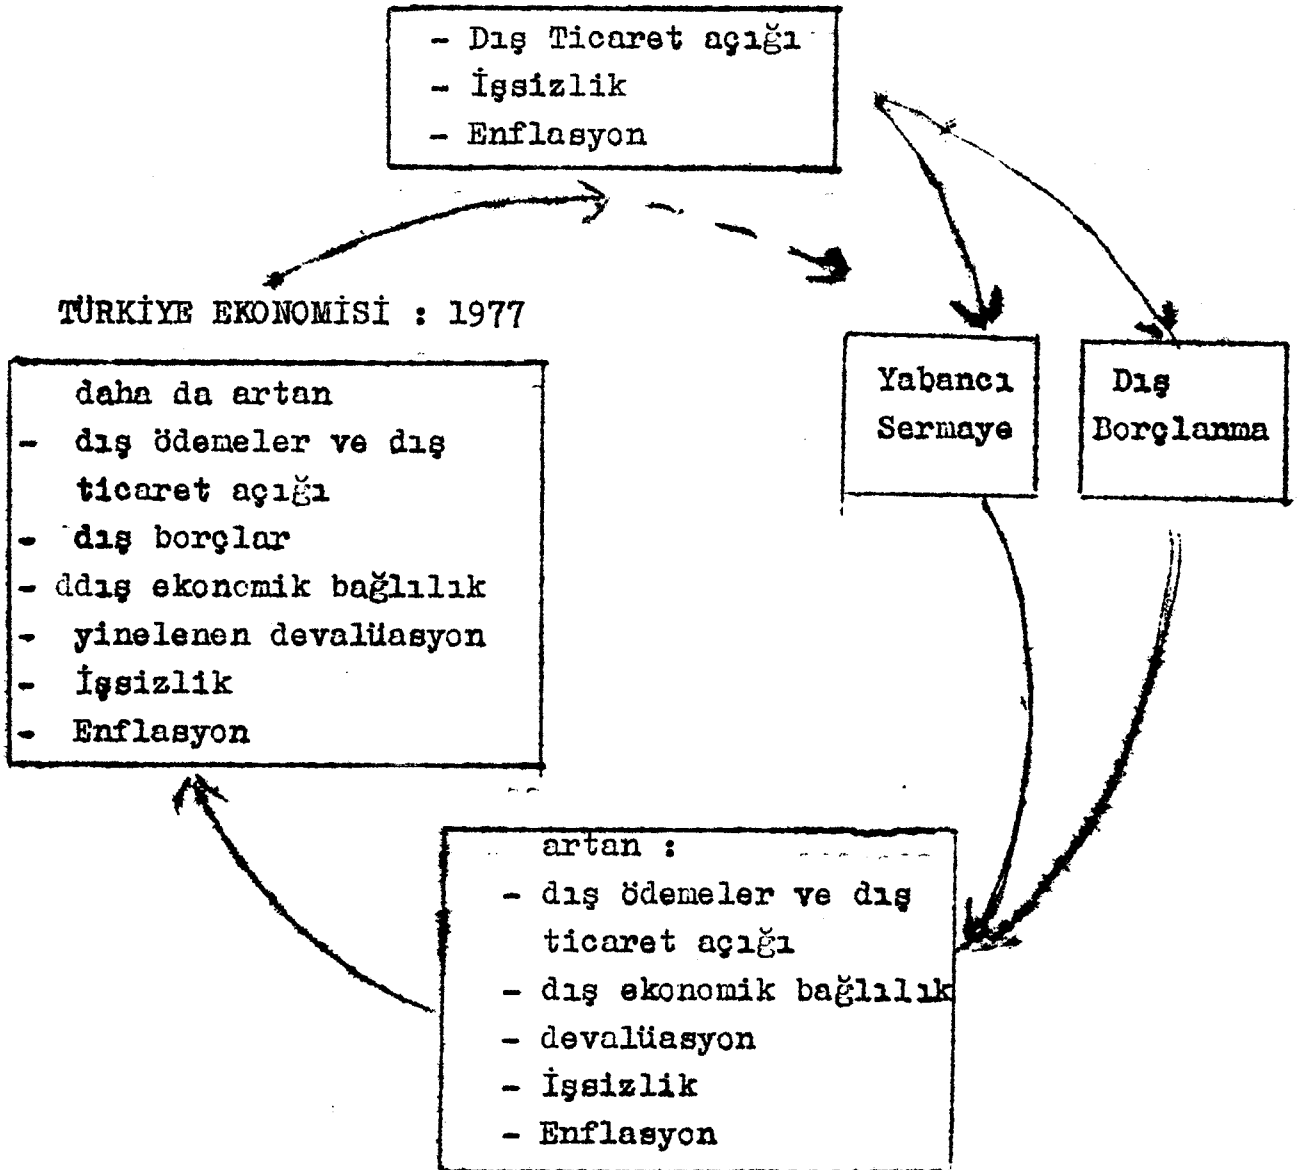 - Dış Ticaret açığı
- İşsizlik
- Enflasyon
TÜRKİYE EKONOMİSİ : 1977
daha da artan
- dış ödemeler ve dış
ticaret açığı
- dış borçlar
- ddış ekonomik bağlılık
- yinelenen devalüasyon
- İşsizlik
- Enflasyon
Yabancı
Sermaye
Dış
Borçlanma
artan :
- dış ödemeler ve dış
ticaret açığı
- dış ekonomik bağlılık
- devalüasyon
- İşsizlik
- Enflasyon